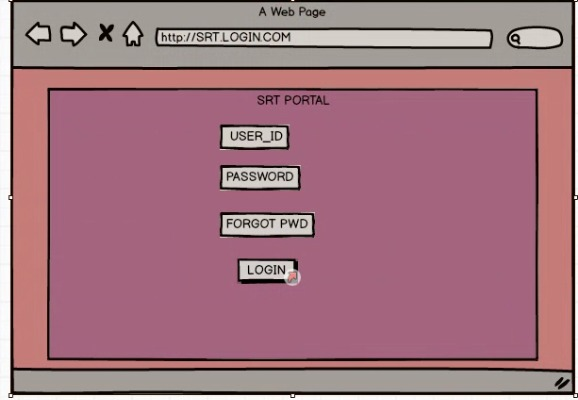 A Web Page
http://SRT.LOGIN.COM
SRT PORTAL
USER_ID
PASSWORD
FORGOT PWD
LOGIN